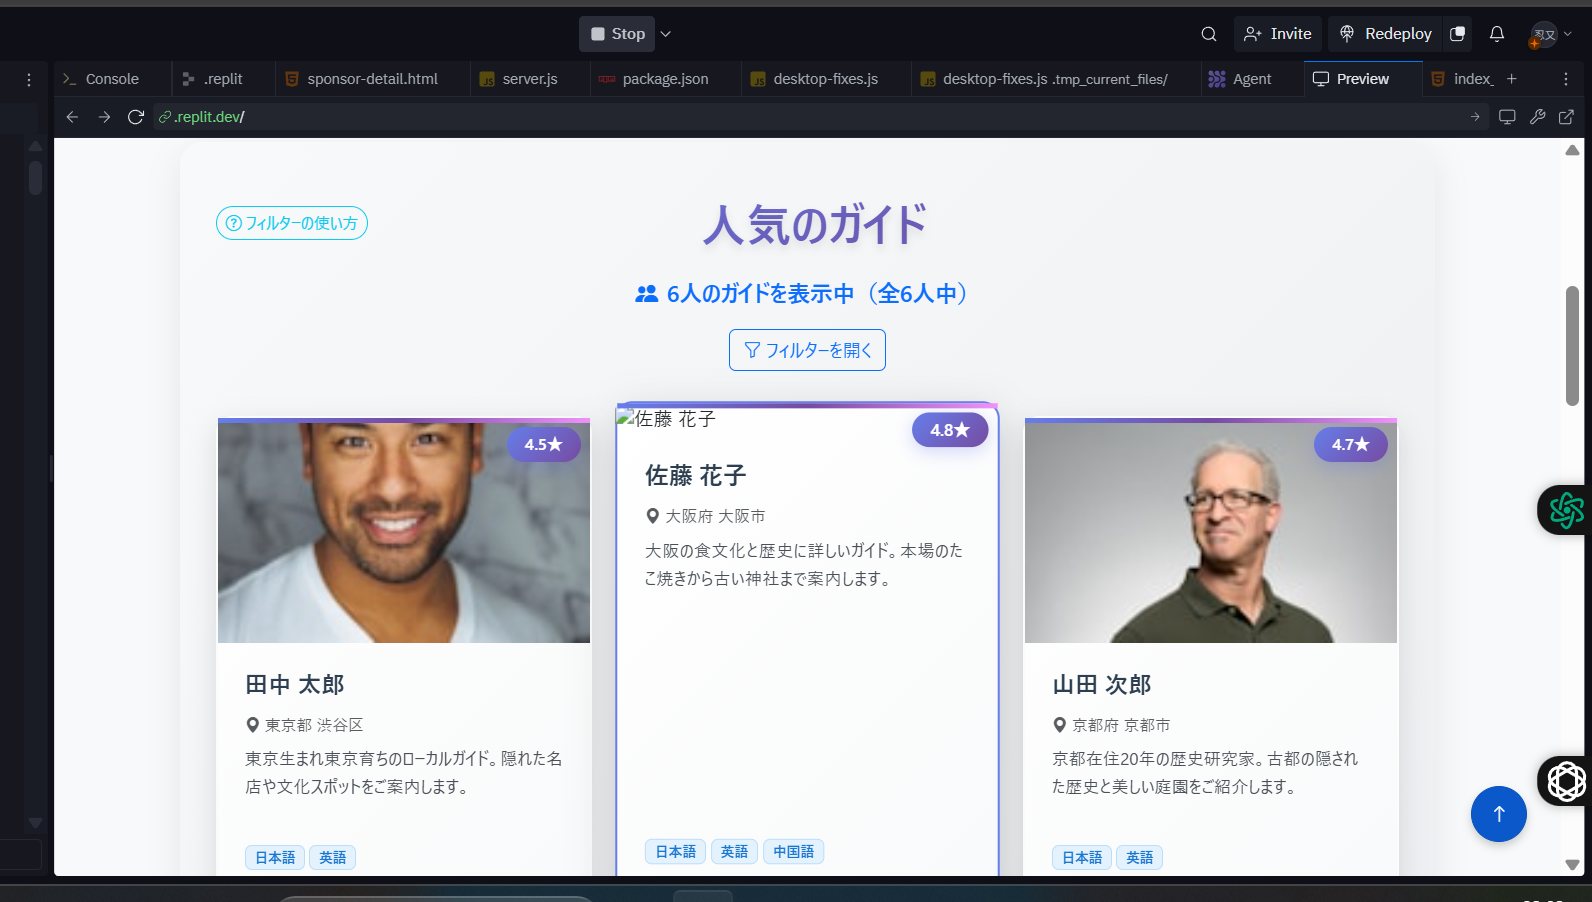 Stop
Invite
Redeploy
忍又
Console
.replit
sponsor-detail.html
server.js
package.json
desktop-fixes.js
desktop-fixes.js .tmp_current_files/
Agent
Preview
index_
.replit.dev/
フィルターの使い方
人気のガイド
6人のガイドを表示中（全6人中）
フィルターを開く
4.5★
田中 太郎
東京都 渋谷区
東京生まれ東京育ちのローカルガイド。隠れた名
店や文化スポットをご案内します。
日本語 英語
佐藤 花子
4.8★
佐藤 花子
大阪府 大阪市
大阪の食文化と歴史に詳しいガイド。本場のた
こ焼きから古い神社まで案内します。
日本語 英語 中国語
4.7★
山田 次郎
京都府 京都市
京都在住20年の歴史研究家。古都の隠され
た歴史と美しい庭園をご紹介します。
日本語 英語